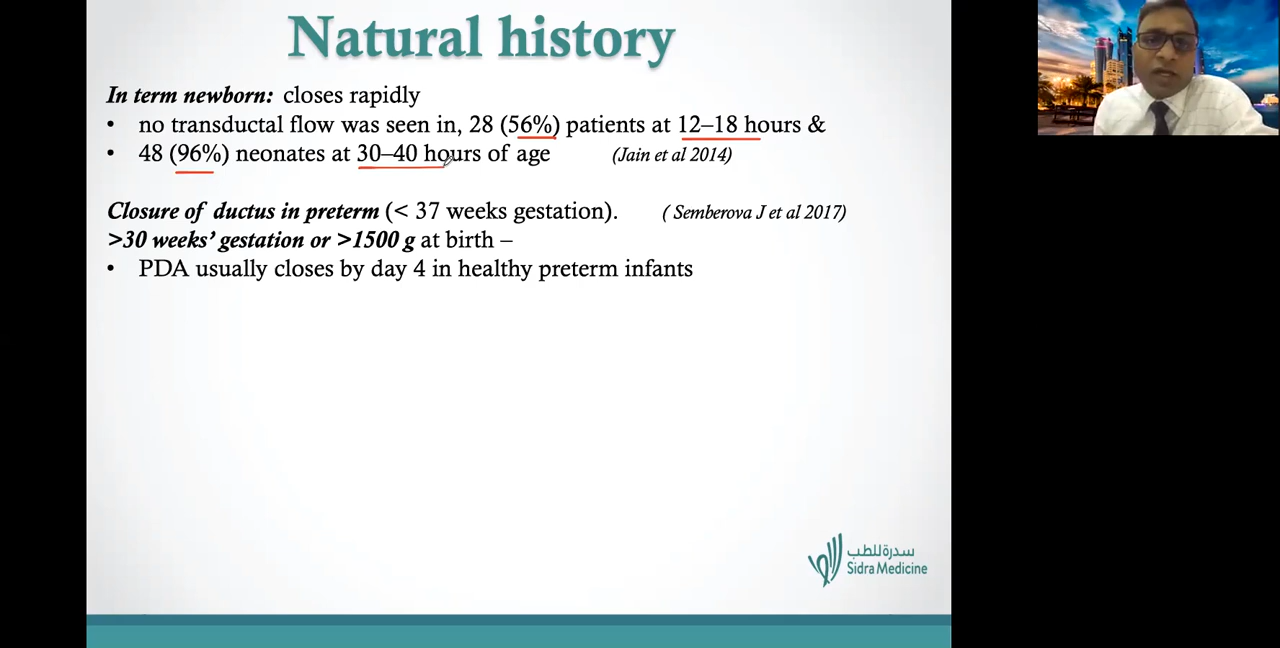 Natural history
In term newborn: closes rapidly
• no transductal flow was seen in, 28 (56%) patients at 12–18 hours &
• 48 (96%) neonates at 30–40 hours of age (Jain et al 2014)
Closure of ductus in preterm (< 37 weeks gestation). ( Semberova J et al 2017)
>30 weeks’ gestation or >1500 g at birth –
• PDA usually closes by day 4 in healthy preterm infants
سدرة للطب
Sidra Medicine